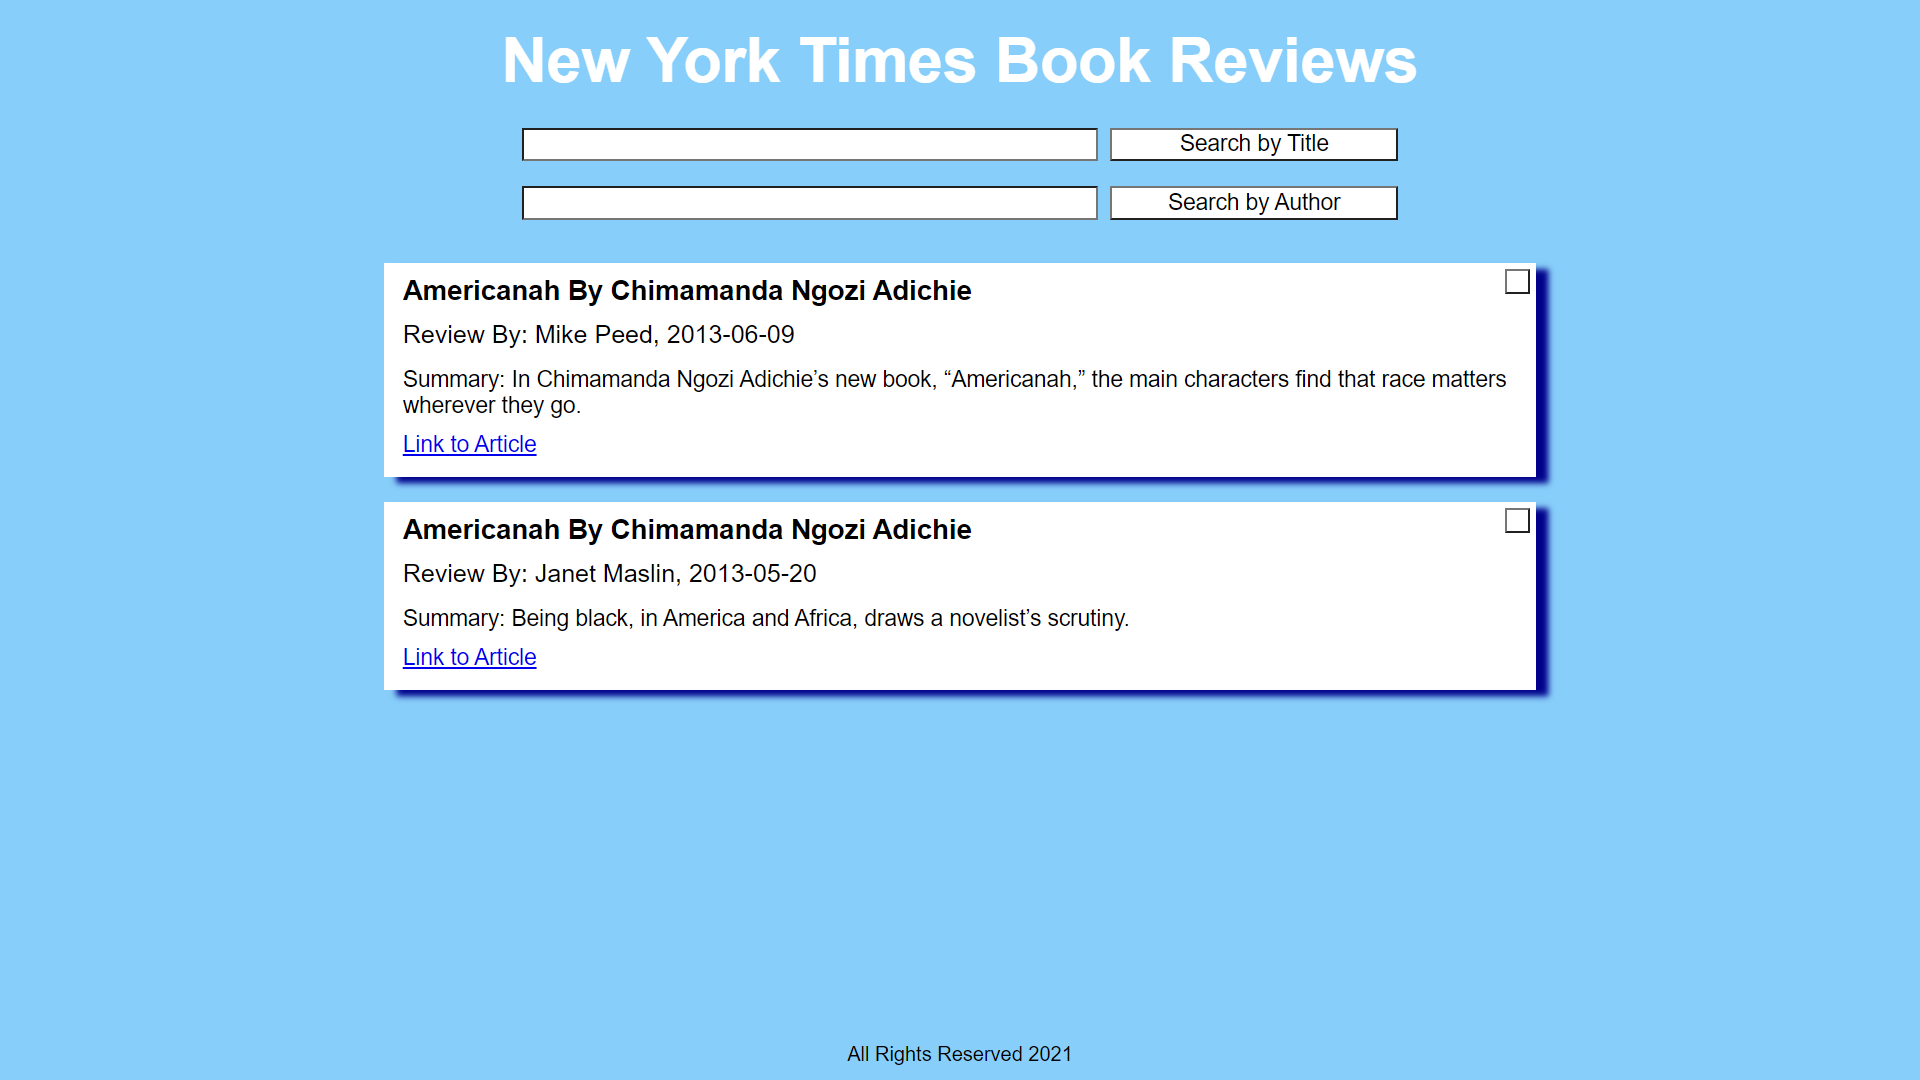 New York Times Book Reviews
Search by Title
Search by Author
Americanah By Chimamanda Ngozi Adichie
Review By: Mike Peed, 2013-06-09
Summary: In Chimamanda Ngozi Adichie’s new book, “Americanah,” the main characters find that race matters
wherever they go.
Link to Article
Americanah By Chimamanda Ngozi Adichie
Review By: Janet Maslin, 2013-05-20
Summary: Being black, in America and Africa, draws a novelist’s scrutiny.
Link to Article
All Rights Reserved 2021